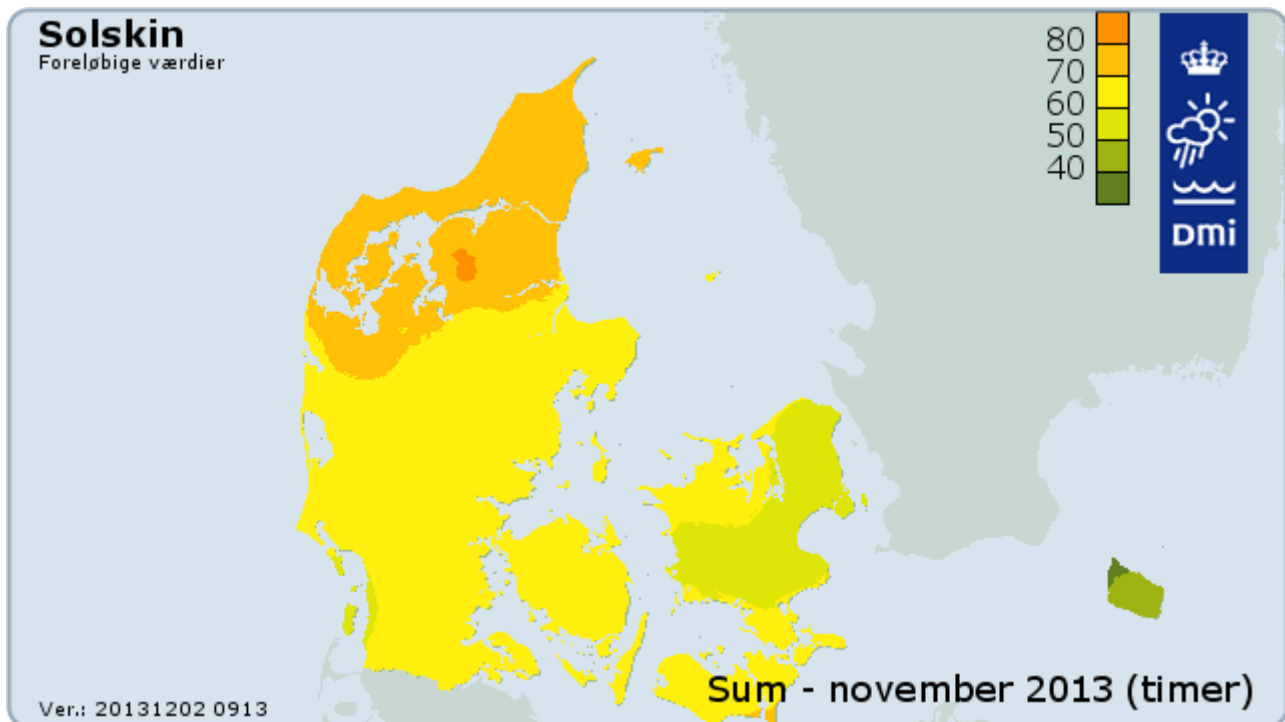 Solskin
Foreløbige værdier
80
70
60
50
40
DMi
Sum - november 2013 (timer)
Ver.: 20131202 0913